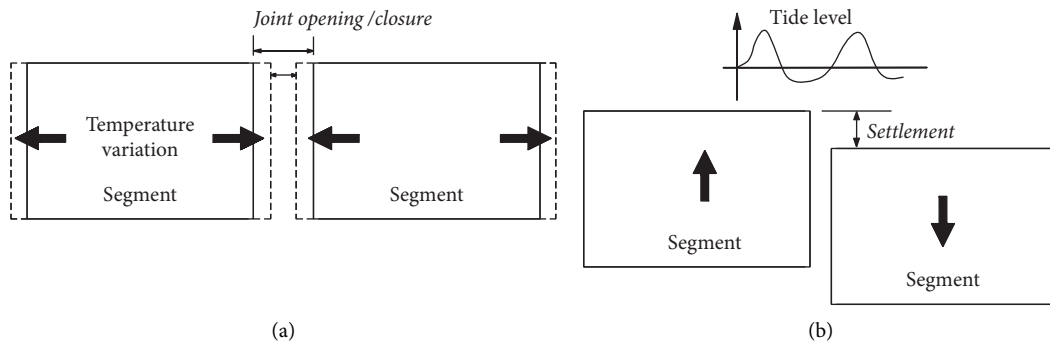 Joint opening /closure
Temperature
variation
Segment
Segment
(a)
Tide level
Settlement
Segment
Segment
(b)